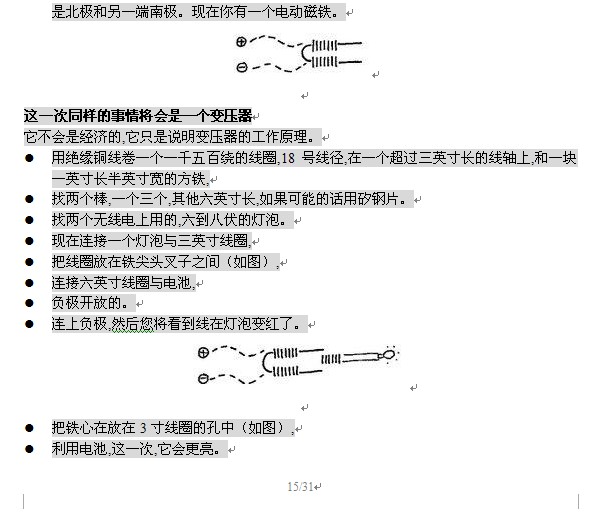 是北极和另一端南极。现在你有一个电动磁铁。
这一次同样的事情将会是一个变压器
它不会是经济的,它只是说明变压器的工作原理。
● 用绝缘铜线卷一个一千五百绕的线圈,18 号线径,在一个超过三英寸长的线轴上,和一块
一英寸长半英寸宽的方铁,
● 找两个棒,一个三个,其他六英寸长,如果可能的话用矽钢片。
● 找两个无线电上用的,六到八伏的灯泡。
● 现在连接一个灯泡与三英寸线圈,
● 把线圈放在铁尖头叉子之间（如图）,
● 连接六英寸线圈与电池,
● 负极开放的。
● 连上负极,然后您将看到线在灯泡变红了。
● 把铁心在放在 3 寸线圈的孔中（如图）,
● 利用电池,这一次,它会更亮。
15/31